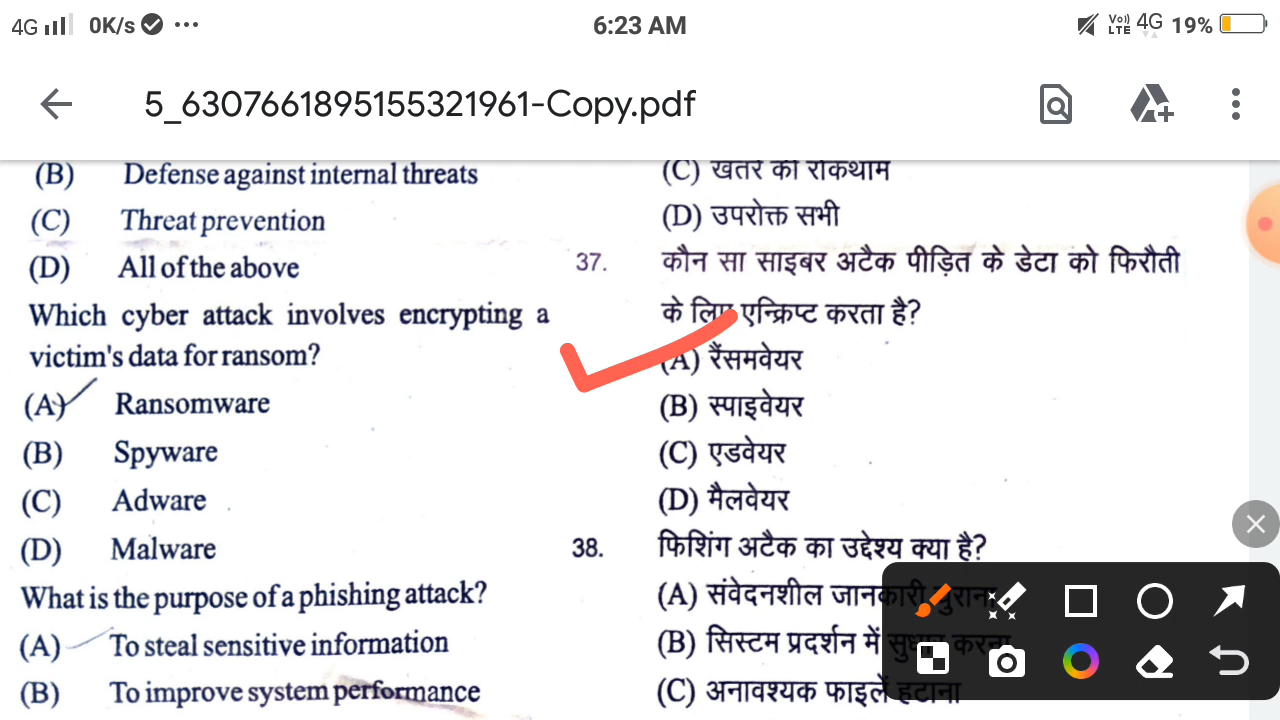 4G 0K/s 6:23 AM Vo)) LTE 4G 19%
5_6307661895155321961-Copy.pdf
(B) Defense against internal threats
(C) Threat prevention
(D) All of the above
Which cyber attack involves encrypting a
victim's data for ransom?
(A) Ransomware
(B) Spyware
(C) Adware
(D) Malware
What is the purpose of a phishing attack?
(A) To steal sensitive information
(B) To improve system performance
(C) खतरे की रोकथाम
(D) उपरोक्त सभी
37. कौन सा साइबर अटैक पीड़ित के डेटा को फिरौती
के लिए एन्क्रिप्ट करता है?
(A) रैंसमवेयर
(B) स्पाइवेयर
(C) एडवेयर
(D) मैलवेयर
38. फिशिंग अटैक का उद्देश्य क्या है?
(A) संवेदनशील जानकारी चुराना
(B) सिस्टम प्रदर्शन में सुधार करना
(C) अनावश्यक फाइलें हटाना